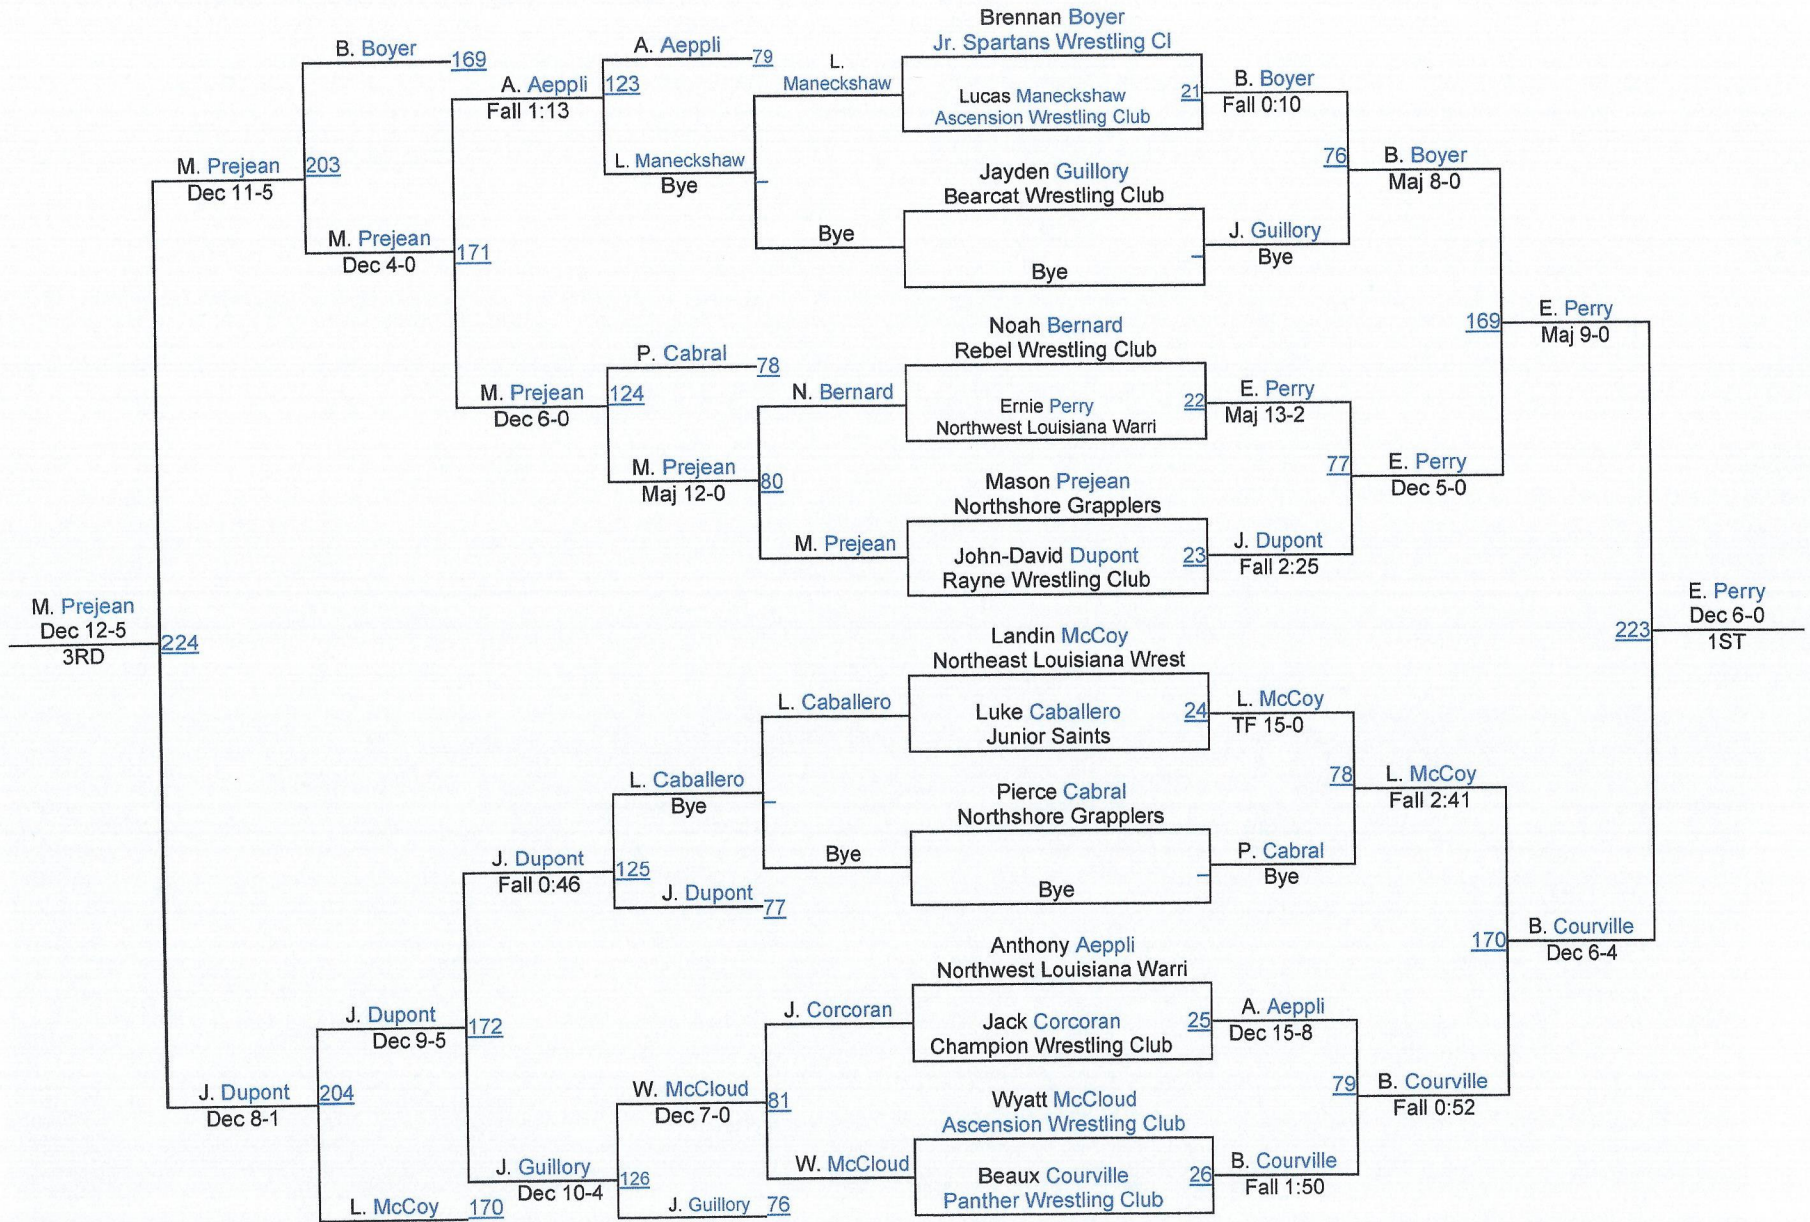 Brennan Boyer
Jr. Spartans Wrestling Cl
B. Boyer 169
A. Aeppli 79
L.
Maneckshaw
A. Aeppli 123
Fall 1:13
Lucas Maneckshaw 21
Ascension Wrestling Club
B. Boyer
Fall 0:10
M. Prejean 203
Dec 11-5
L. Maneckshaw
Bye
Jayden Guillory
Bearcat Wrestling Club
76
B. Boyer
Maj 8-0
M. Prejean 171
Dec 4-0
Bye
Bye
J. Guillory
Bye
Noah Bernard
Rebel Wrestling Club
169
E. Perry
Maj 9-0
P. Cabral 78
M. Prejean 124
Dec 6-0
N. Bernard
Ernie Perry 22
Northwest Louisiana Warri
E. Perry
Maj 13-2
M. Prejean 80
Maj 12-0
Mason Prejean
Northshore Grapplers
77
E. Perry
Dec 5-0
M. Prejean
John-David Dupont 23
Rayne Wrestling Club
J. Dupont
Fall 2:25
M. Prejean
Dec 12-5
3RD
224
Landin McCoy
Northeast Louisiana Wrest
223
E. Perry
Dec 6-0
1ST
L. Caballero
Luke Caballero 24
Junior Saints
L. McCoy
TF 15-0
L. Caballero
Bye
Pierce Cabral
Northshore Grapplers
78
L. McCoy
Fall 2:41
J. Dupont 125
Fall 0:46
Bye
Bye
P. Cabral
Bye
J. Dupont 77
Anthony Aeppli
Northwest Louisiana Warri
170
B. Courville
Dec 6-4
J. Dupont 172
Dec 9-5
J. Corcoran
Jack Corcoran 25
Champion Wrestling Club
A. Aeppli
Dec 15-8
J. Dupont 204
Dec 8-1
W. McCloud 81
Dec 7-0
Wyatt McCloud
Ascension Wrestling Club
79
B. Courville
Fall 0:52
J. Guillory 126
Dec 10-4
W. McCloud
Beaux Courville 26
Panther Wrestling Club
B. Courville
Fall 1:50
L. McCoy 170
J. Guillory 76